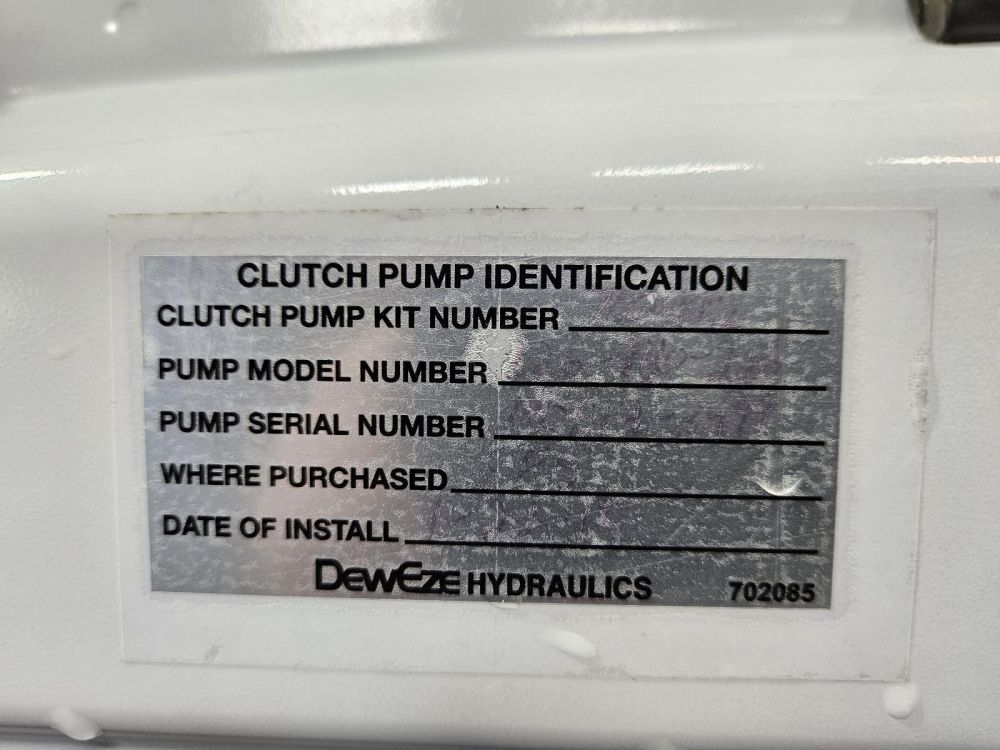 CLUTCH PUMP IDENTIFICATION
CLUTCH PUMP KIT NUMBER
PUMP MODEL NUMBER
PUMP SERIAL NUMBER
WHERE PURCHASED
DATE OF INSTALL
DewEze HYDRAULICS 702085